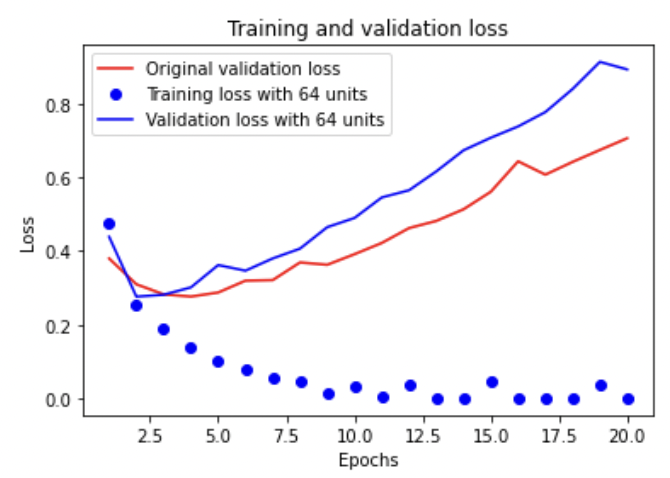 Training and validation loss
Original validation loss
Training loss with 64 units
Validation loss with 64 units
0.8
0.6
0.4
0.2
0.0
Loss
2.5 5.0 7.5 10.0 12.5 15.0 17.5 20.0
Epochs